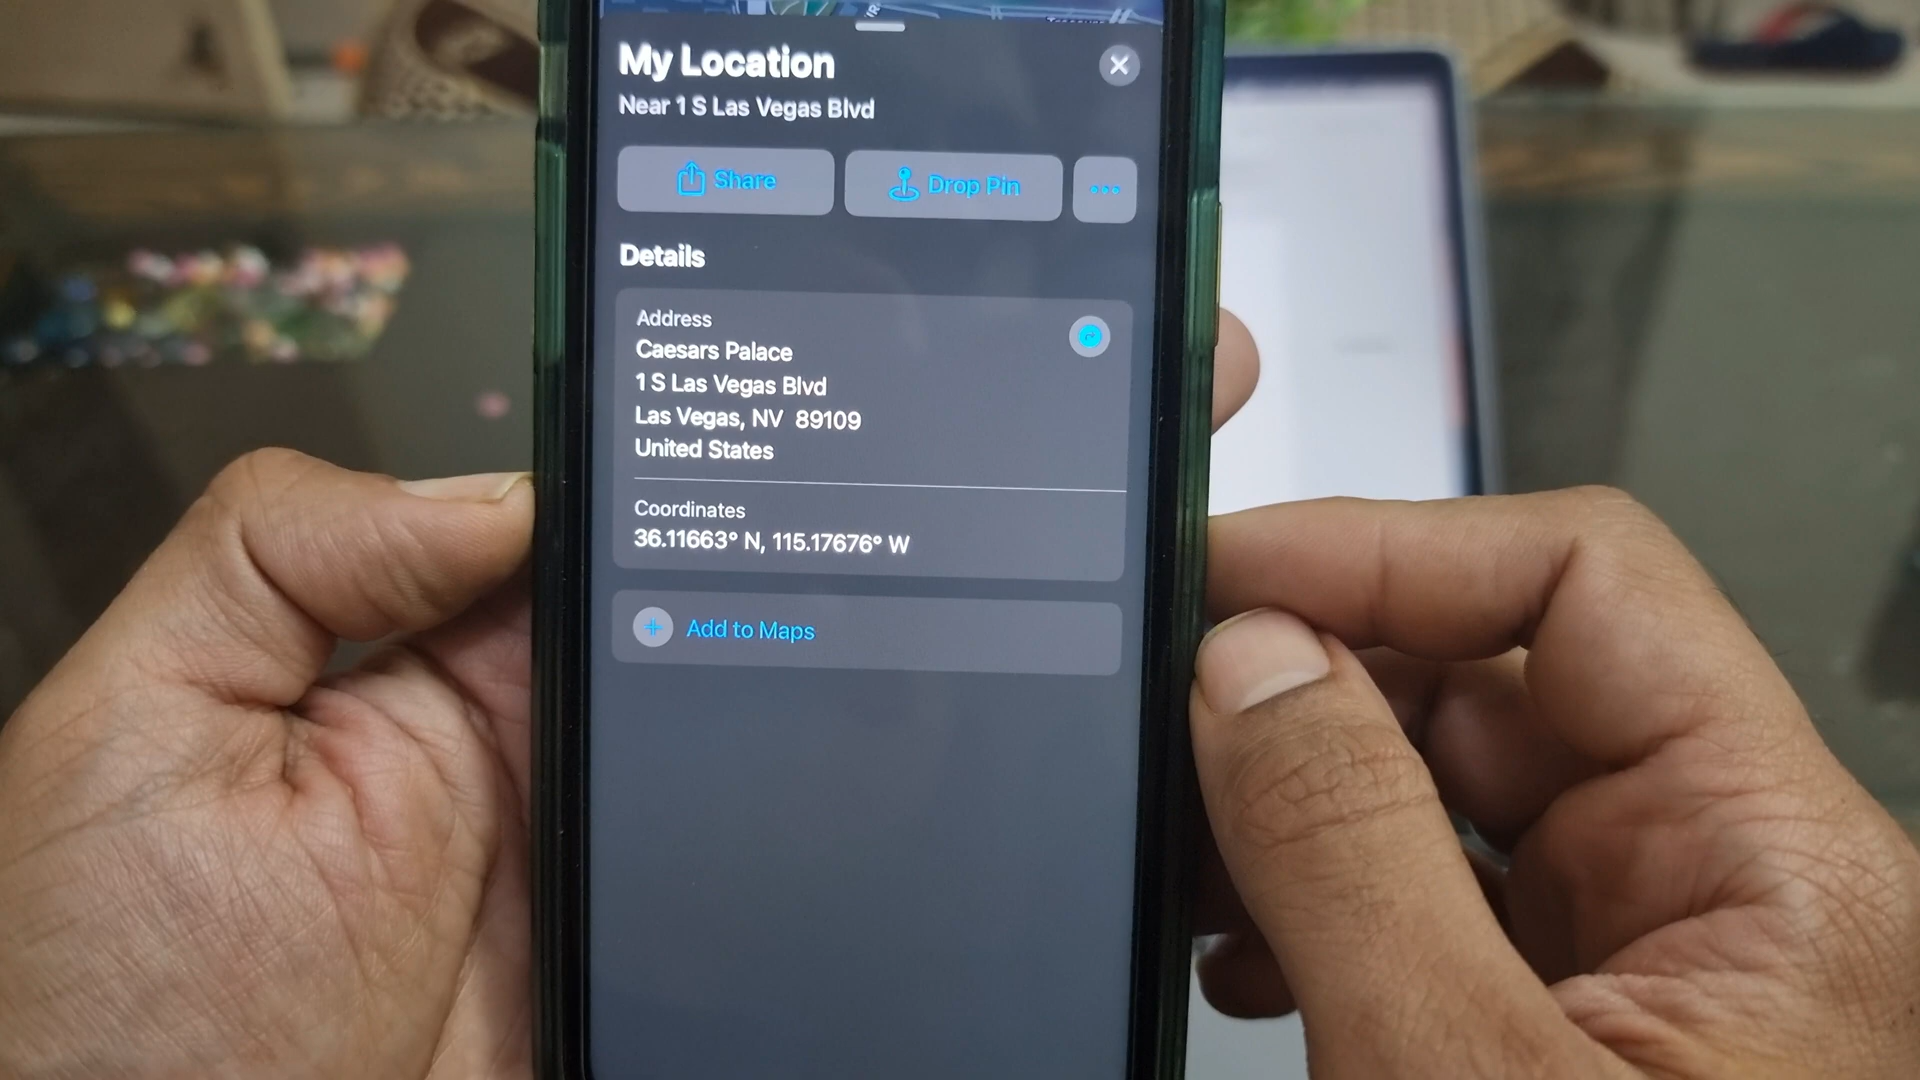 My Location
Near 1 S Las Vegas Blvd
Share
Drop Pin
Details
Address
Caesars Palace
1 S Las Vegas Blvd
Las Vegas, NV 89109
United States
Coordinates
36.11663° N, 115.17676° W
Add to Maps